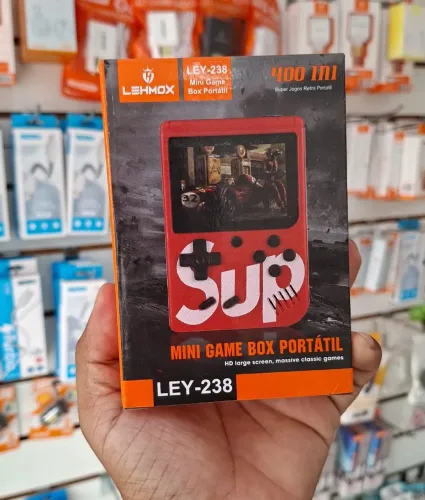 LEHMOX
LEY-238
Mini Game
Box Portátil
400 IN1
Super Jogos Retro Portátil
32
Sup
MINI GAME BOX PORTÁTIL
HD large screen, massive classic games
LEY-238